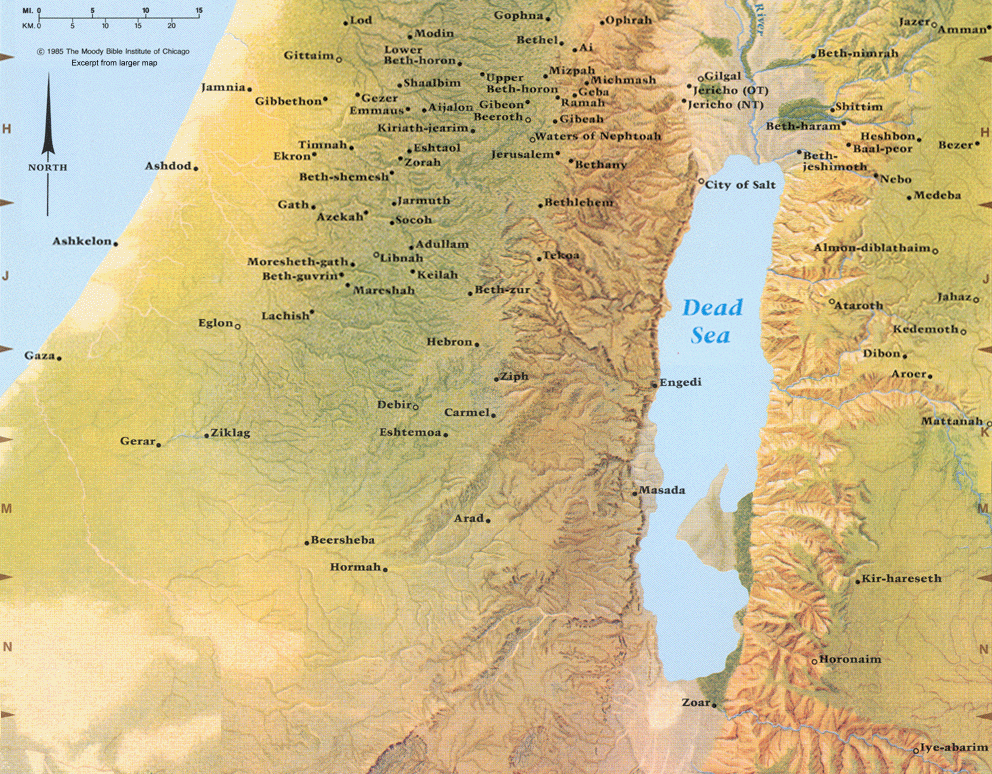 MI. 0 5 10 15
KM. 0 5 10 15 20
© 1985 The Moody Bible Institute of Chicago
Excerpt from larger map
NORTH
Lod
Gophna
Ophrah
River
Jazer
Amman
Modin
Bethel
Ai
Gittaim
Lower
Beth-horon
Beth-nimrah
Jamnia
Shaalbim
Upper
Beth-horon
Mizpah
Michmash
Gilgal
Jericho (OT)
Jericho (NT)
Gibbethon
Gezer
Emmaus
Aijalon
Gibeon
Geba
Ramah
Beeroth
Gibeah
Shittim
H
Kiriath-jearim
Waters of Nephtoah
Beth-haram
Heshbon
H
Timnah
Eshtaol
Baal-peor
Bezer
Ekron
Zorah
Jerusalem
Bethany
Beth-
jeshimoth
Ashdod
Beth-shemesh
City of Salt
Nebo
Medeba
Gath
Jarmuth
Bethlehem
Azekah
Socoh
Ashkelon
Adullam
Almon-diblathaim
Moresheth-gath
Libnah
Tekoa
J
Beth-guvrin
Keilah
J
Mareshah
Beth-zur
Dead
Sea
Ataroth
Jahaz
Eglon
Lachish
Kedemoth
Gaza
Hebron
Dibon
Ziph
Engedi
Aroer
Debir
Carmel
Mattanah
Gerar
Ziklag
Eshtemoa
K
Masada
M
Arad
M
Beersheba
Hormah
Kir-hareseth
N
N
Horonaim
Zoar
Iye-abarim